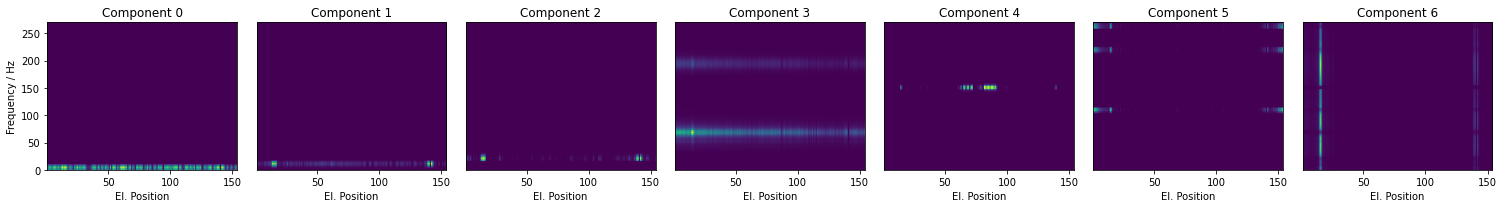 Component 0 Component 1 Component 2 Component 3 Component 4 Component 5 Component 6
250
200
150
100
50
0
Frequency / Hz
50 100 150 50 100 150 50 100 150 50 100 150 50 100 150 50 100 150 50 100 150
El. Position El. Position El. Position El. Position El. Position El. Position El. Position